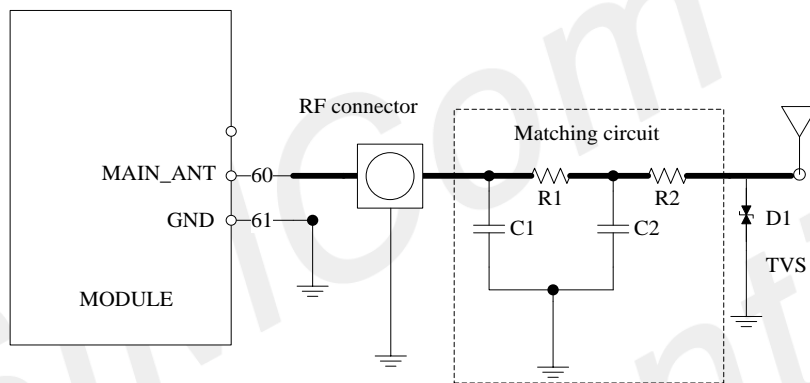 RF connector
Matching circuit
MAIN_ANT
60
R1
R2
GND
61
C1
C2
D1
TVS
MODULE